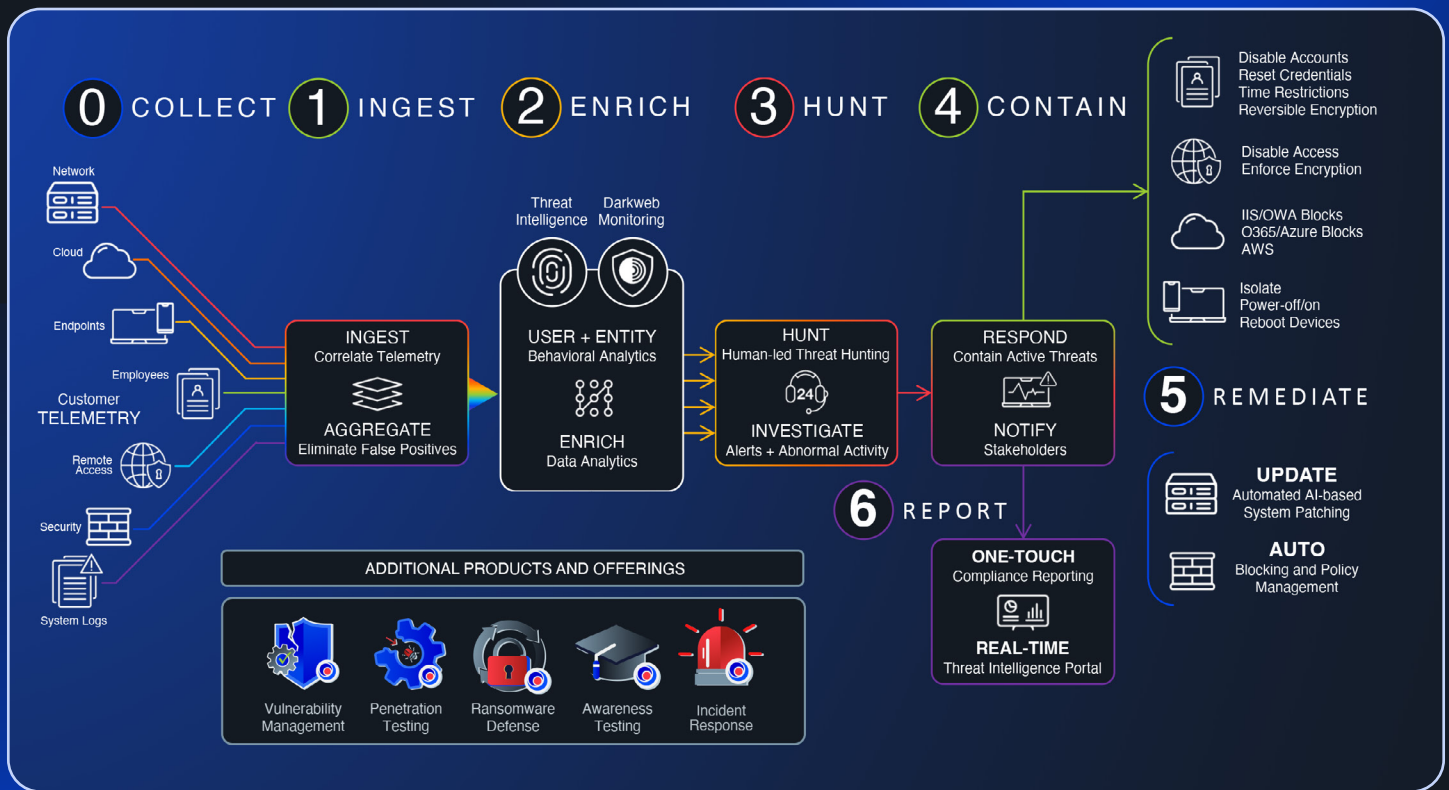 0 COLLECT
1 INGEST
2 ENRICH
3 HUNT
4 CONTAIN
Network
Cloud
Endpoints
Employees
Customer
TELEMETRY
Remote
Access
Security
System Logs
INGEST
Correlate Telemetry
AGGREGATE
Eliminate False Positives
Threat
Intelligence
Darkweb
Monitoring
USER + ENTITY
Behavioral Analytics
ENRICH
Data Analytics
HUNT
Human-led Threat Hunting
24
INVESTIGATE
Alerts + Abnormal Activity
RESPOND
Contain Active Threats
NOTIFY
Stakeholders
Disable Accounts
Reset Credentials
Time Restrictions
Reversible Encryption
Disable Access
Enforce Encryption
IIS/OWA Blocks
O365/Azure Blocks
AWS
Isolate
Power-off/on
Reboot Devices
5 REMEDIATE
UPDATE
Automated AI-based
System Patching
AUTO
Blocking and Policy
Management
6 REPORT
ONE-TOUCH
Compliance Reporting
REAL-TIME
Threat Intelligence Portal
ADDITIONAL PRODUCTS AND OFFERINGS
Vulnerability
Management
Penetration
Testing
Ransomware
Defense
Awareness
Testing
Incident
Response